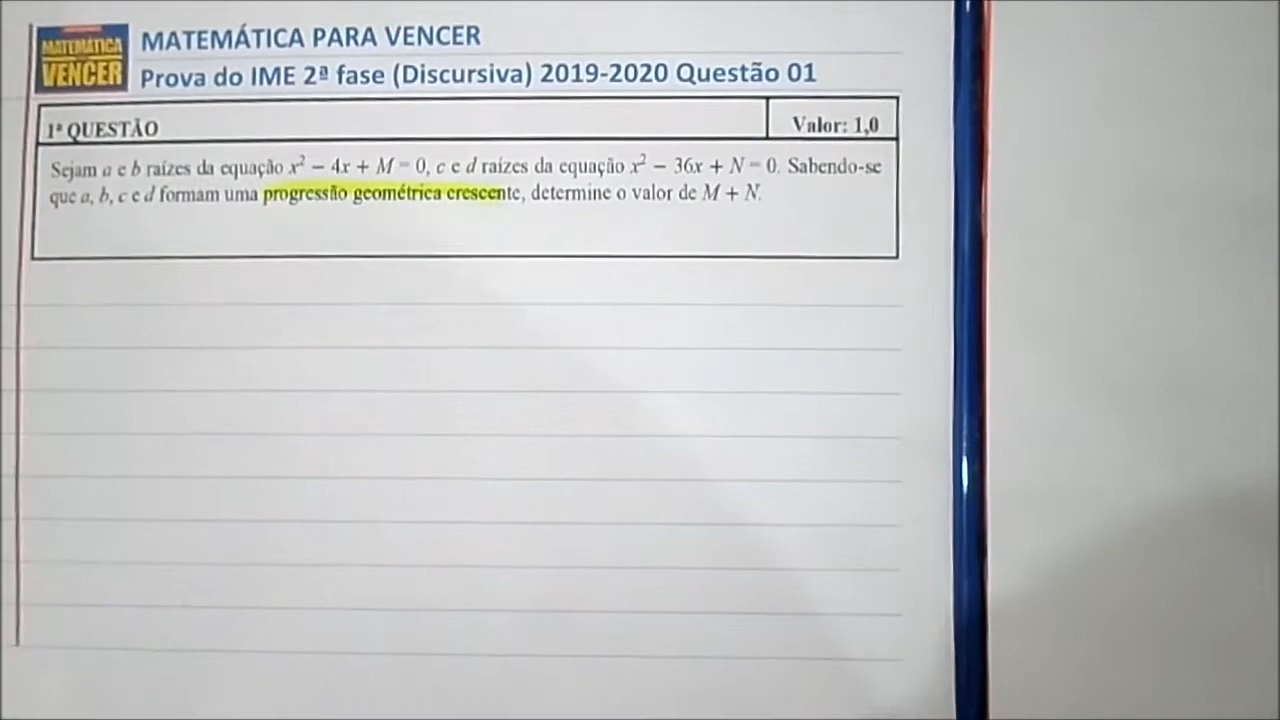 MATEMÁTICA
VENCER
MATEMÁTICA PARA VENCER
Prova do IME 2ª fase (Discursiva) 2019-2020 Questão 01
1ª QUESTÃO
Valor: 1,0
Sejam a e b raízes da equação x² − 4x + M = 0, c e d raízes da equação x² − 36x + N = 0. Sabendo-se
que a, b, c e d formam uma progressão geométrica crescente, determine o valor de M + N.